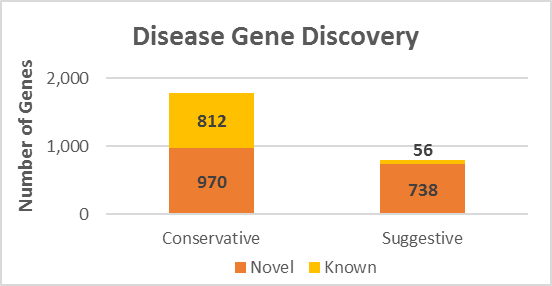 Disease Gene Discovery
Number of Genes
2,000
1,000
0
812
970
56
738
Conservative
Suggestive
Novel
Known